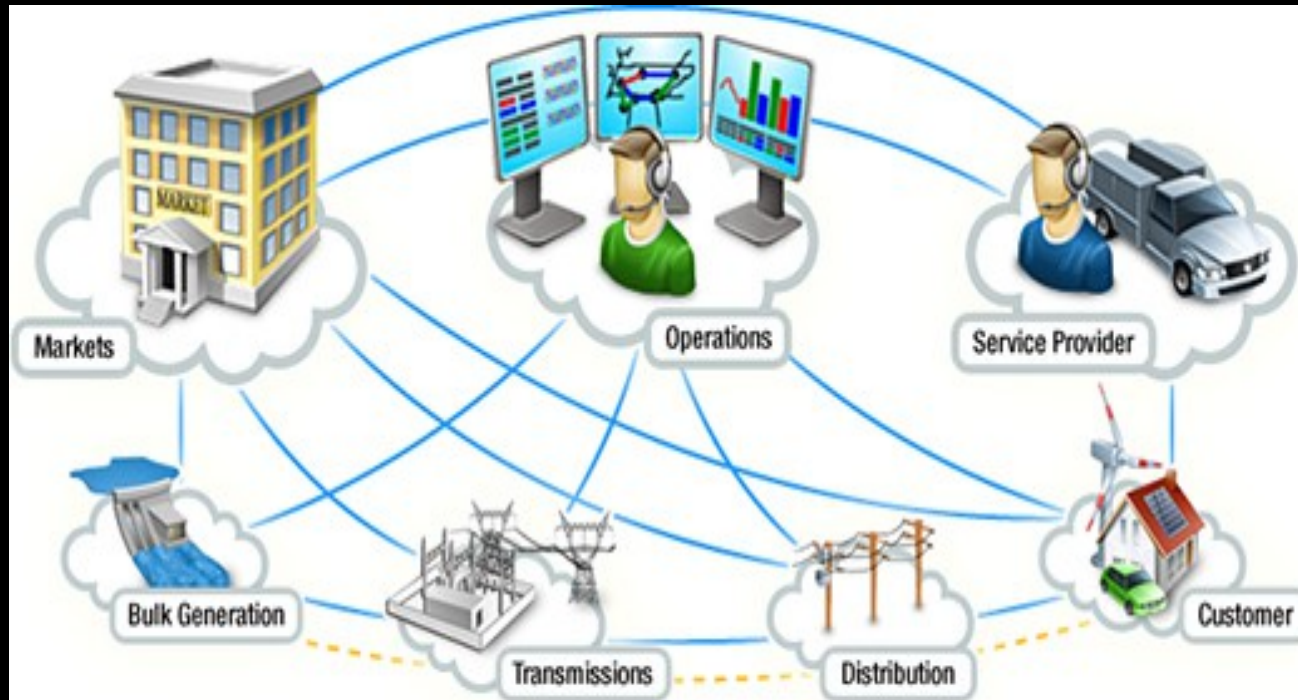 MARKET
Markets
Operations
Service Provider
Bulk Generation
Transmissions
Distribution
Customer